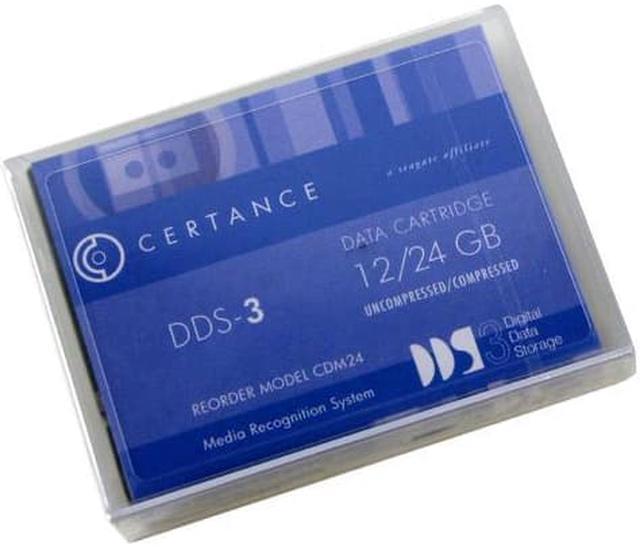 a seagate affiliate
CERTANCE
DATA CARTRIDGE
12/24 GB
UNCOMPRESSED/COMPRESSED
DDS-3
REORDER MODEL CDM24
Media Recognition System
DDS 3 Digital
Data
Storage